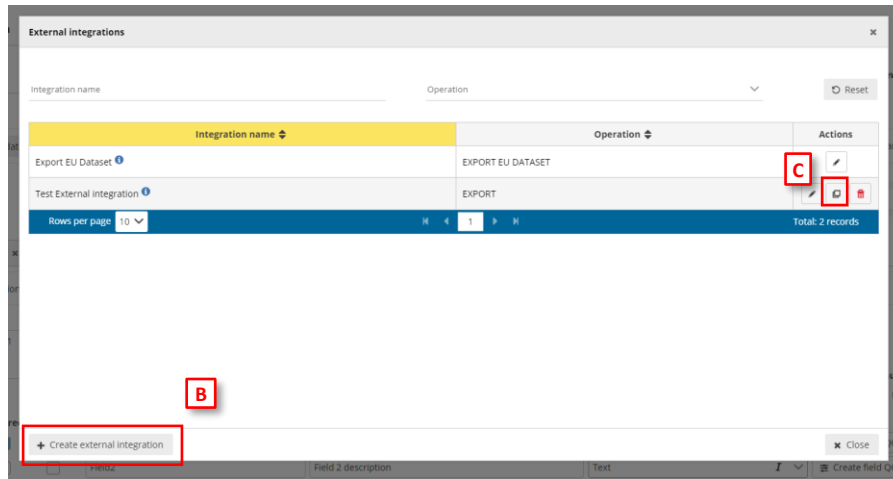 External integrations
Integration name
Operation
Reset
Integration name
Operation
Actions
Export EU Dataset
EXPORT EU DATASET
C
Test External integration
EXPORT
Rows per page 10
1
Total: 2 records
B
+ Create external integration
Close
Field2
Field 2 description
Text
I
Create field Q